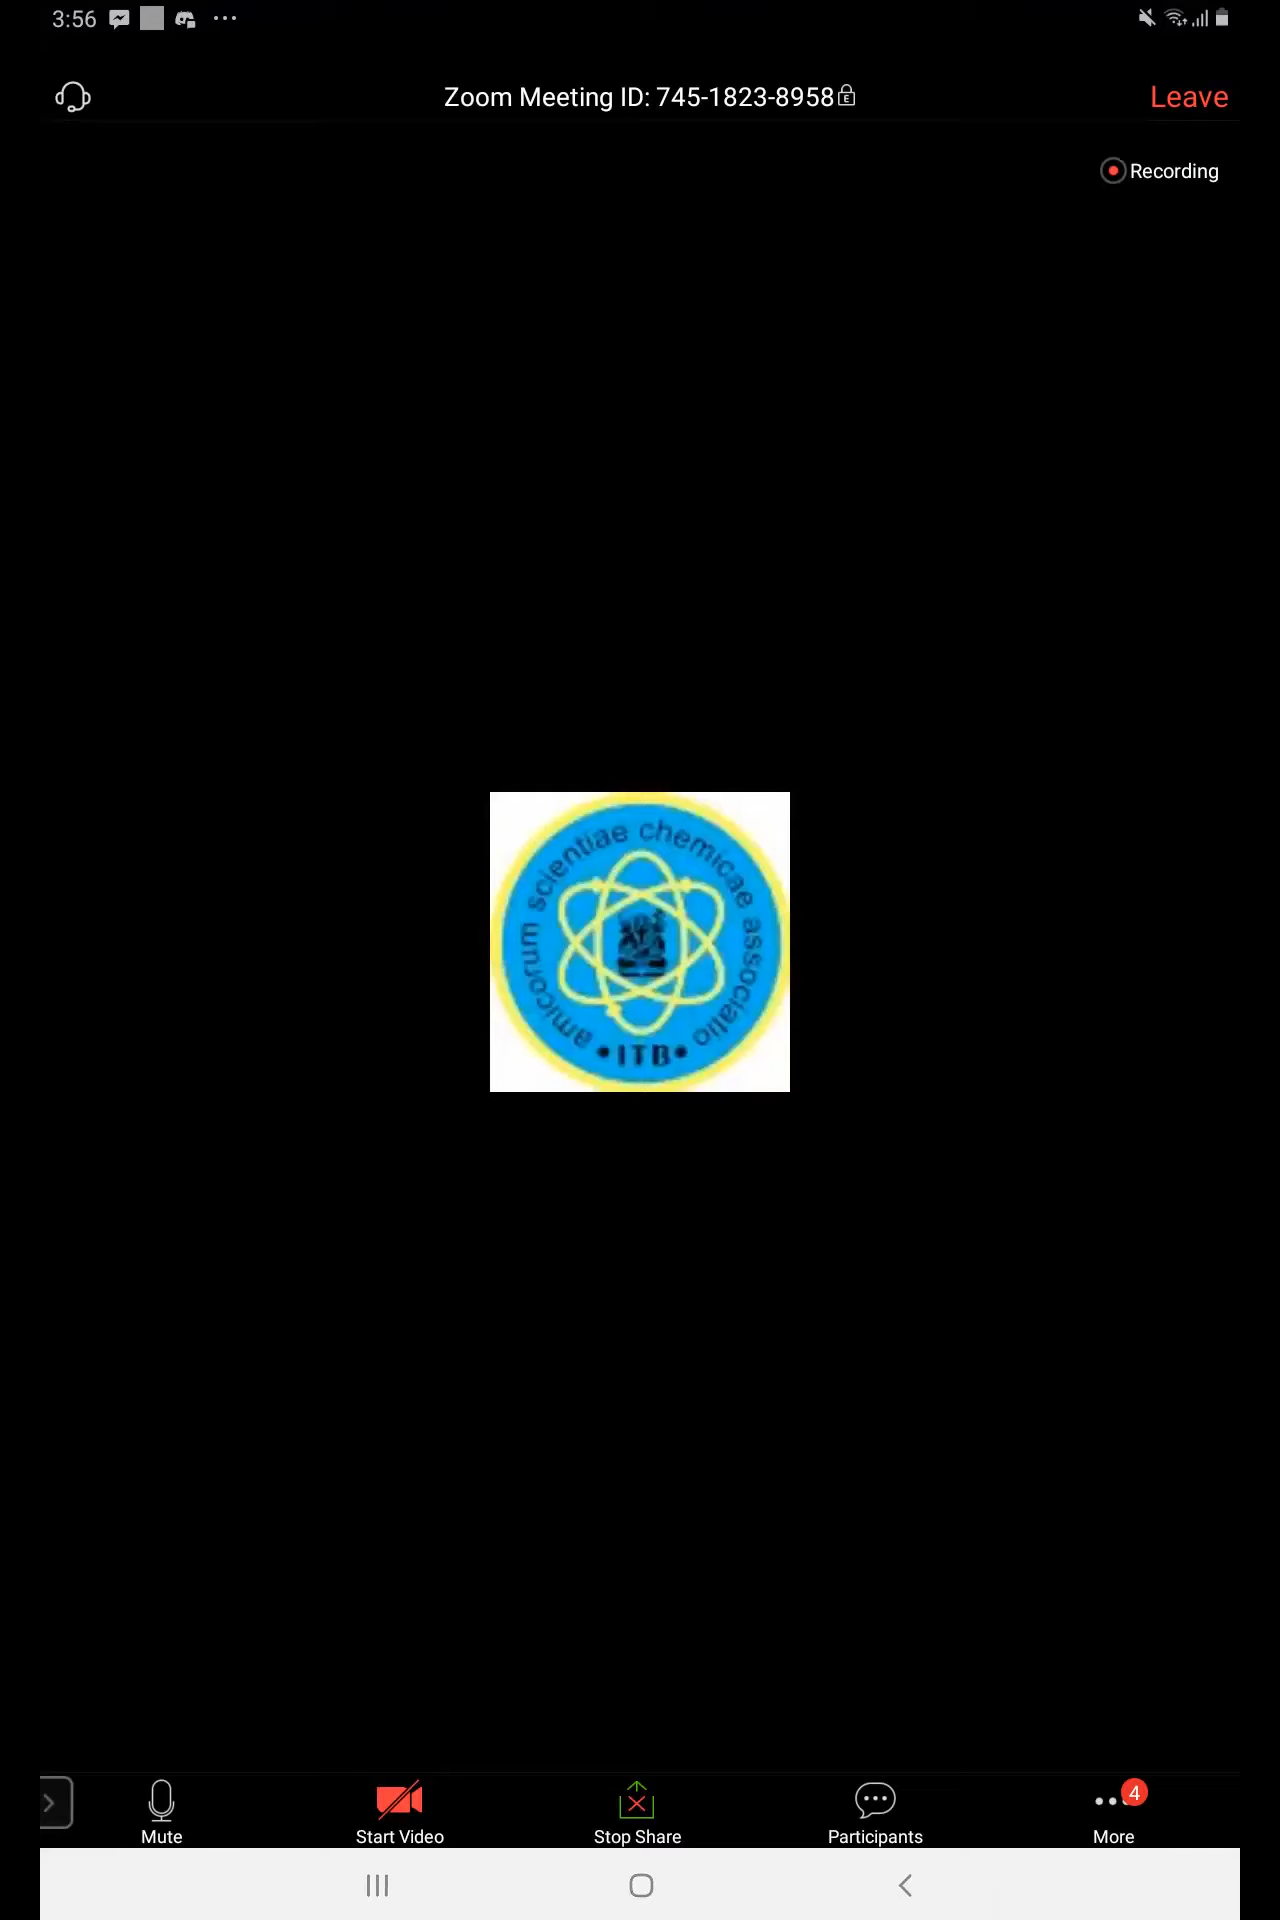 3:56
Zoom Meeting ID: 745-1823-8958
E
Leave
Recording
amicorum scientiae chemicae associatio
•ITB•
Mute
Start Video
Stop Share
Participants
4
More